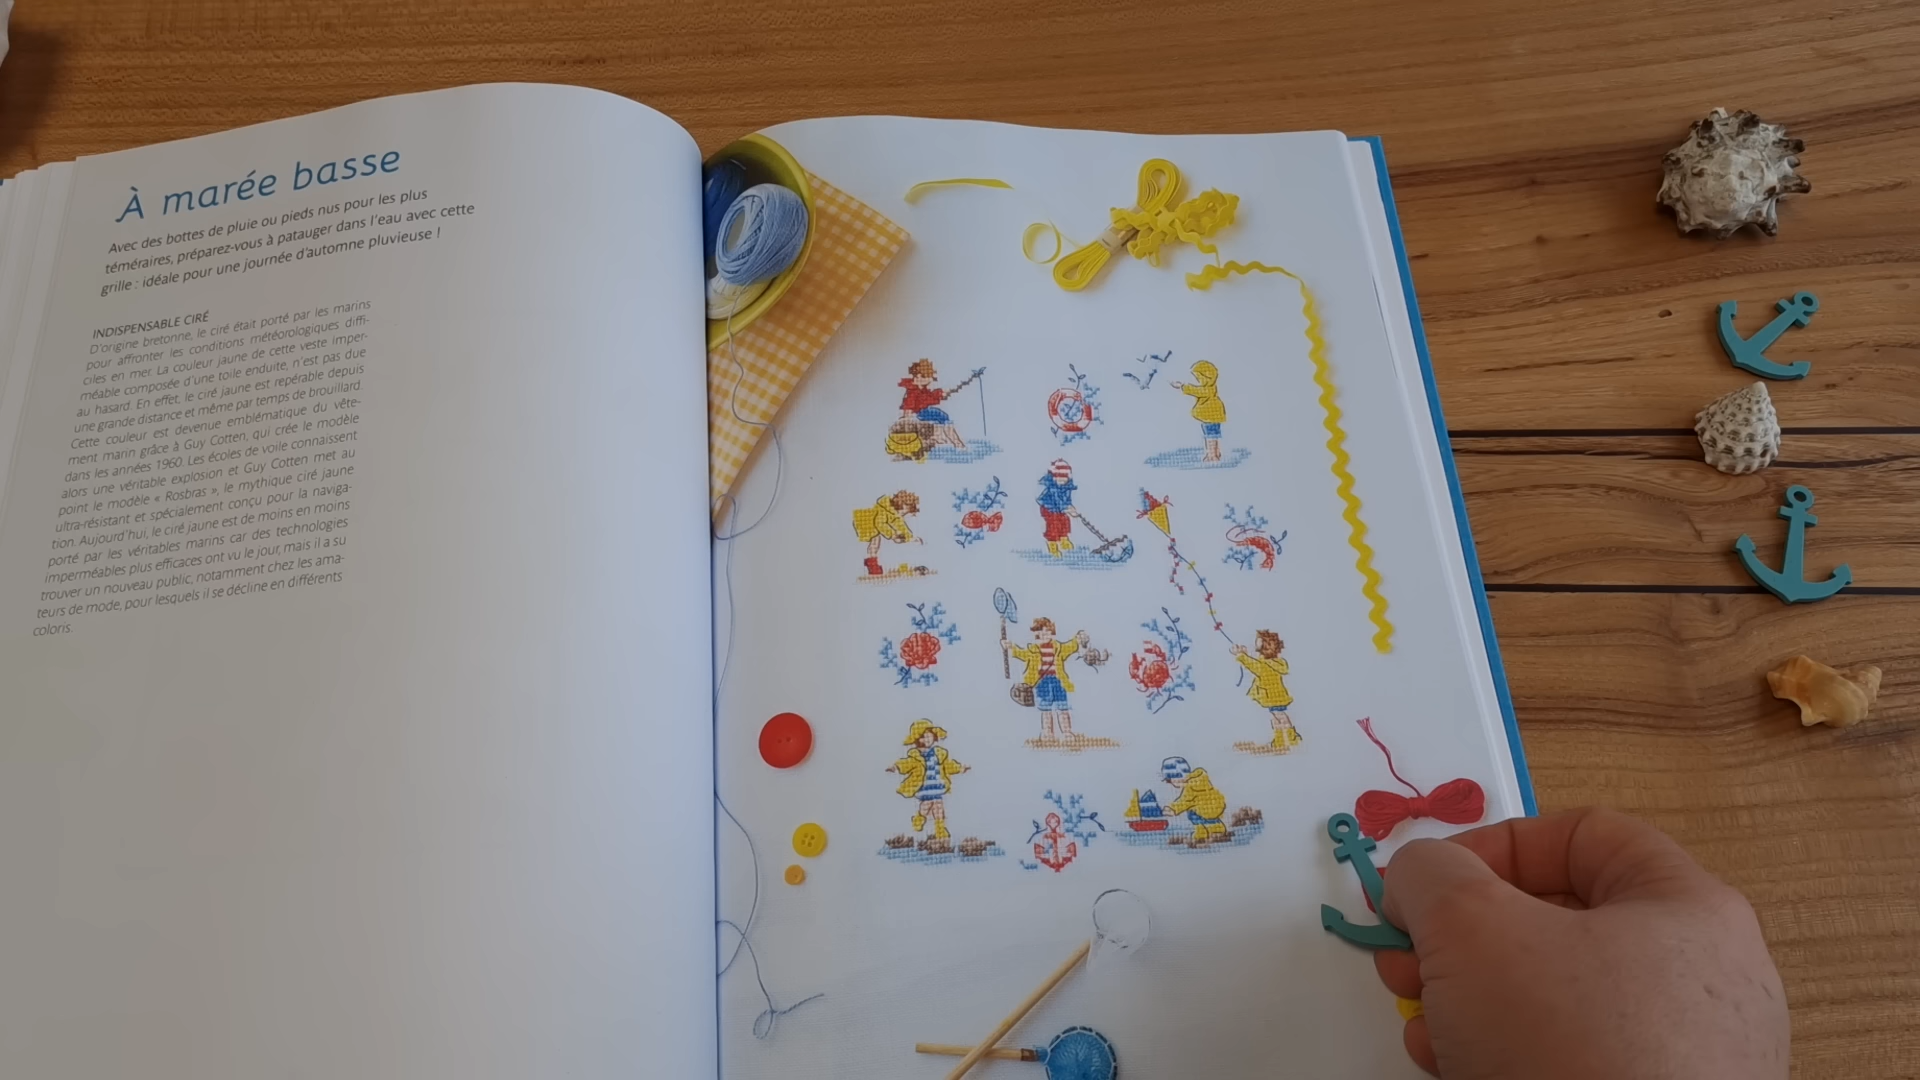 À marée basse
Avec des bottes de pluie ou pieds nus pour les plus
téméraires, préparez-vous à patauger dans l'eau avec cette
grille : idéale pour une journée d'automne pluvieuse !
INDISPENSABLE CIRÉ
D'origine bretonne, le ciré était porté par les marins
pour affronter les conditions météorologiques diffi-
ciles en mer. La couleur jaune de cette veste imper-
méable composée d'une toile enduite, n'est pas due
au hasard. En effet, le ciré jaune est repérable depuis
une grande distance et même par temps de brouillard.
Cette couleur est devenue emblématique du vête-
ment marin grâce à Guy Cotten, qui crée le modèle
dans les années 1960. Les écoles de voile connaissent
alors une véritable explosion et Guy Cotten met au
point le modèle « Rosbras », le mythique ciré jaune
ultra-résistant et spécialement conçu pour la naviga-
tion. Aujourd'hui, le ciré jaune est de moins en moins
porté par les véritables marins car des technologies
imperméables plus efficaces ont vu le jour, mais il a su
trouver un nouveau public, notamment chez les ama-
teurs de mode, pour lesquels il se décline en différents
coloris.